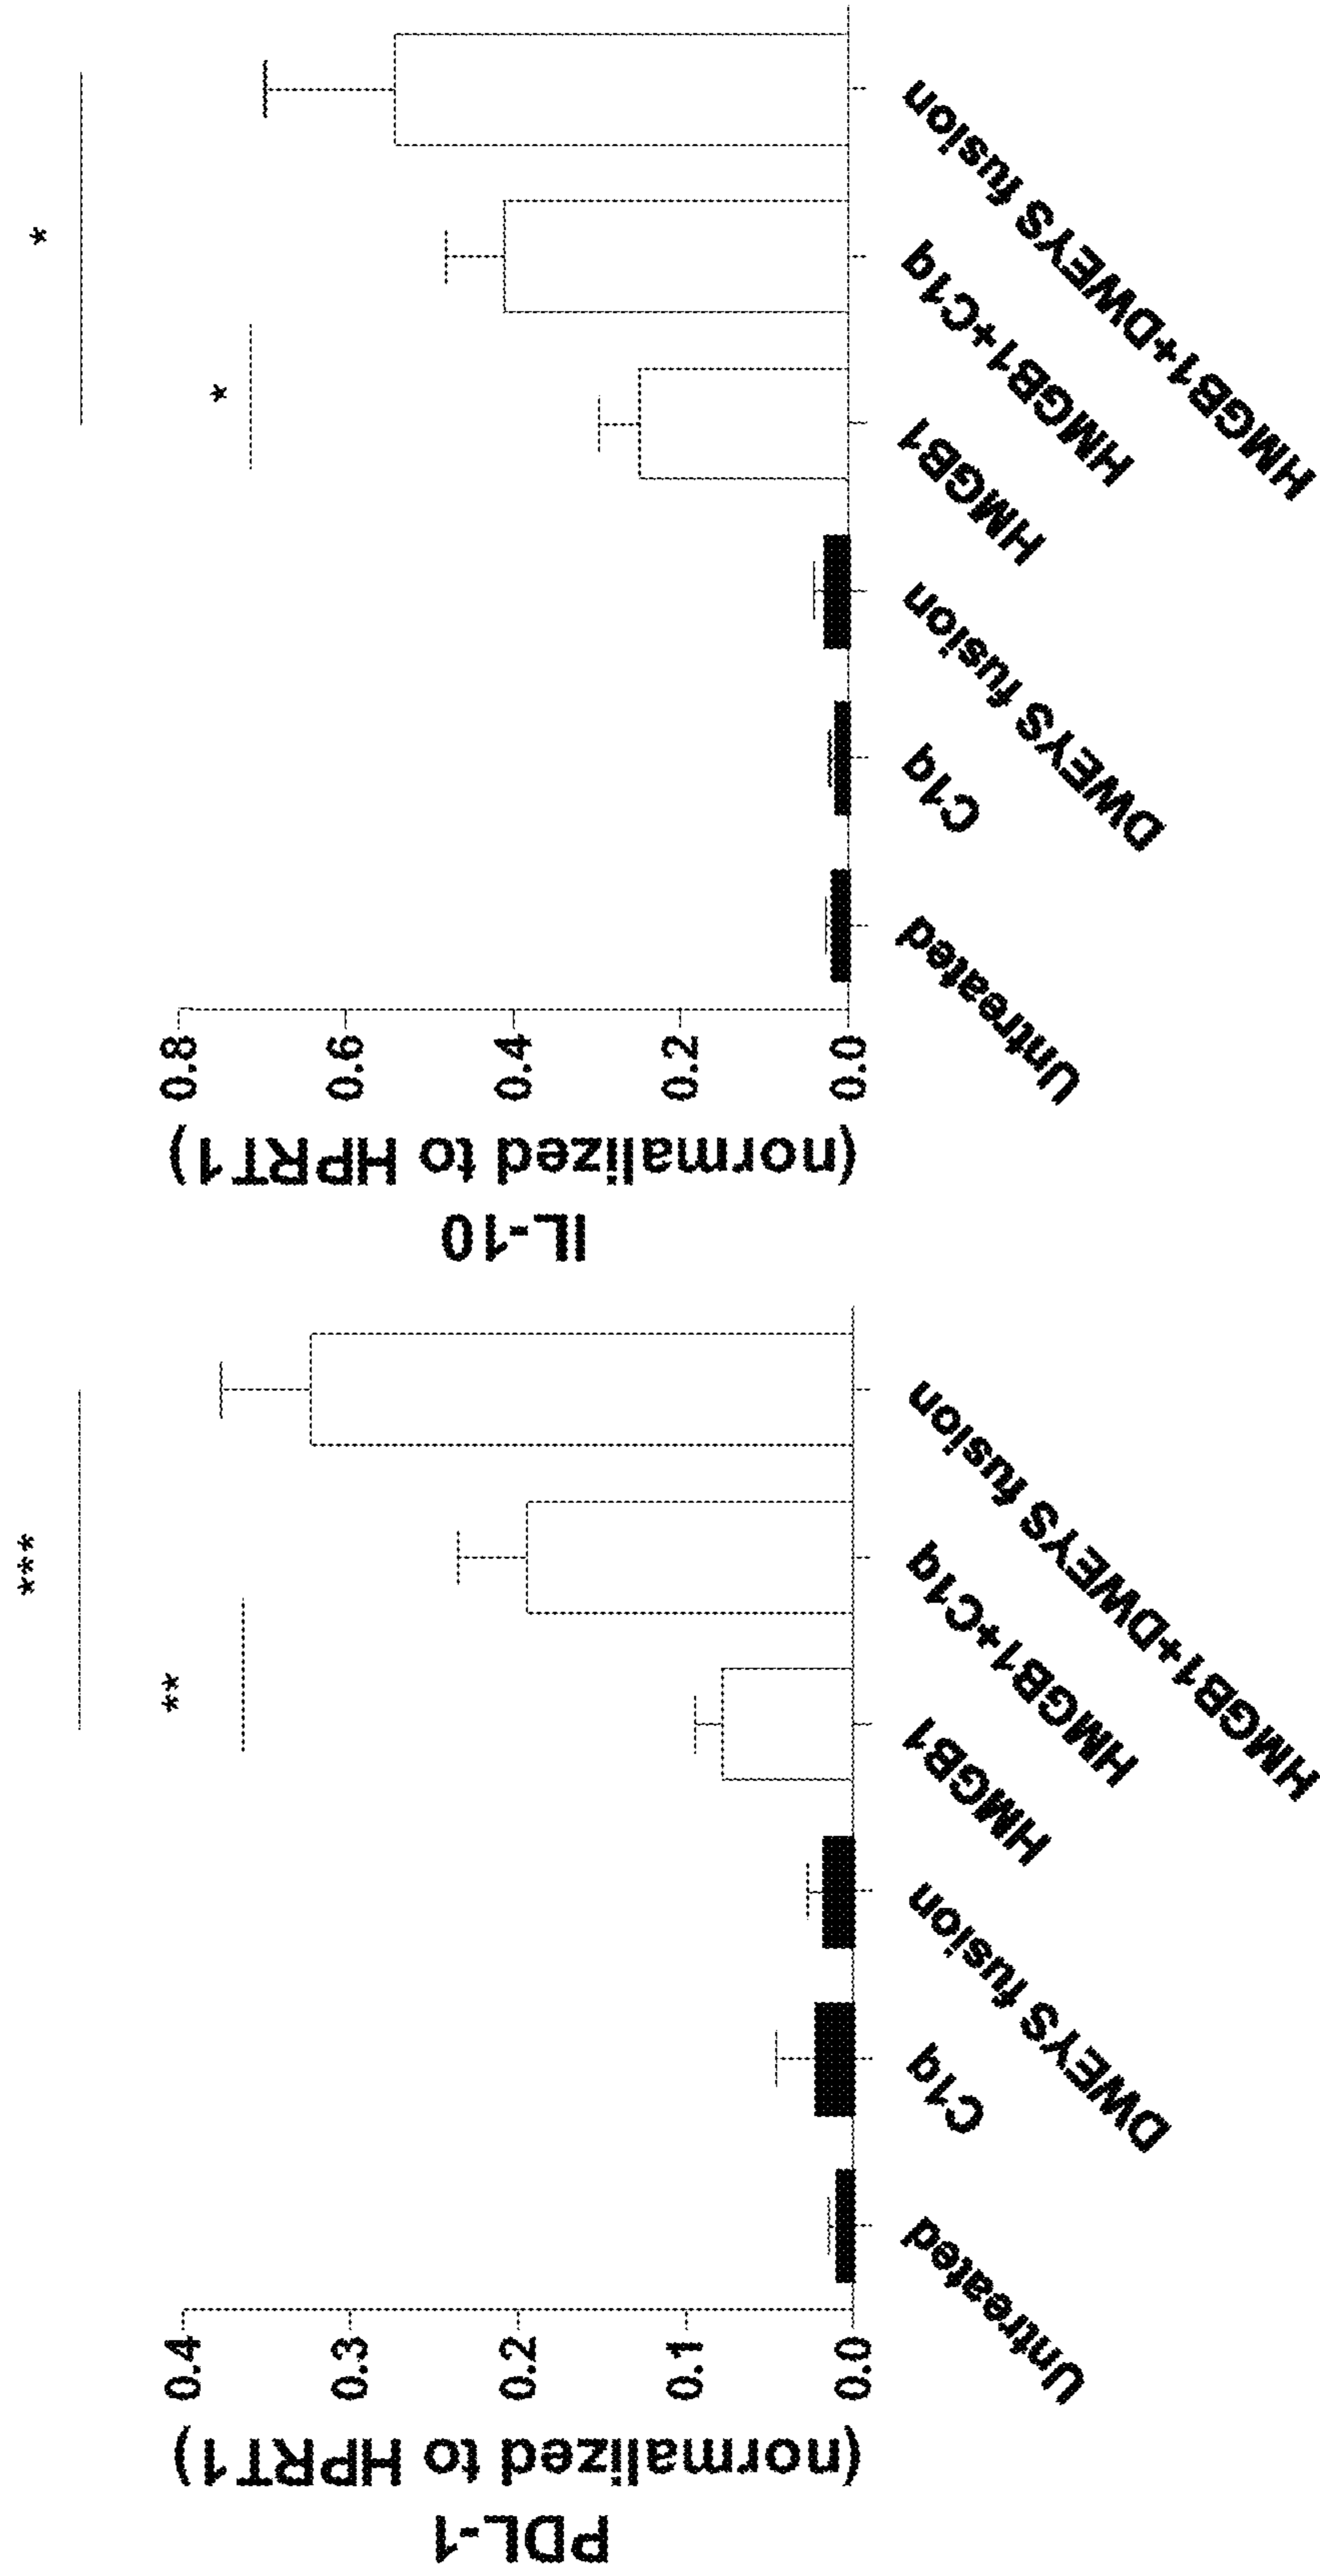 PDL-1
(normalized to HPRT1)
0.4
0.3
0.2
0.1
0.0
**
***
Untreated
C1q
DWEYS fusion
HMGB1
HMGB1+C1q
HMGB1+DWEYS fusion
IL-10
(normalized to HPRT1)
0.8
0.6
0.4
0.2
0.0
*
*
Untreated
C1q
DWEYS fusion
HMGB1
HMGB1+C1q
HMGB1+DWEYS fusion